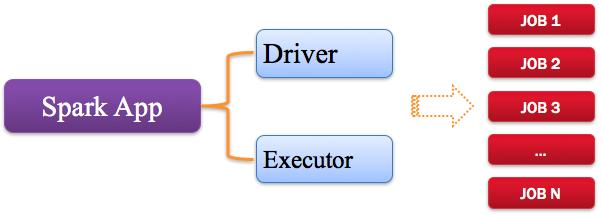 Spark App
Driver
Executor
JOB 1
JOB 2
JOB 3
...
JOB N